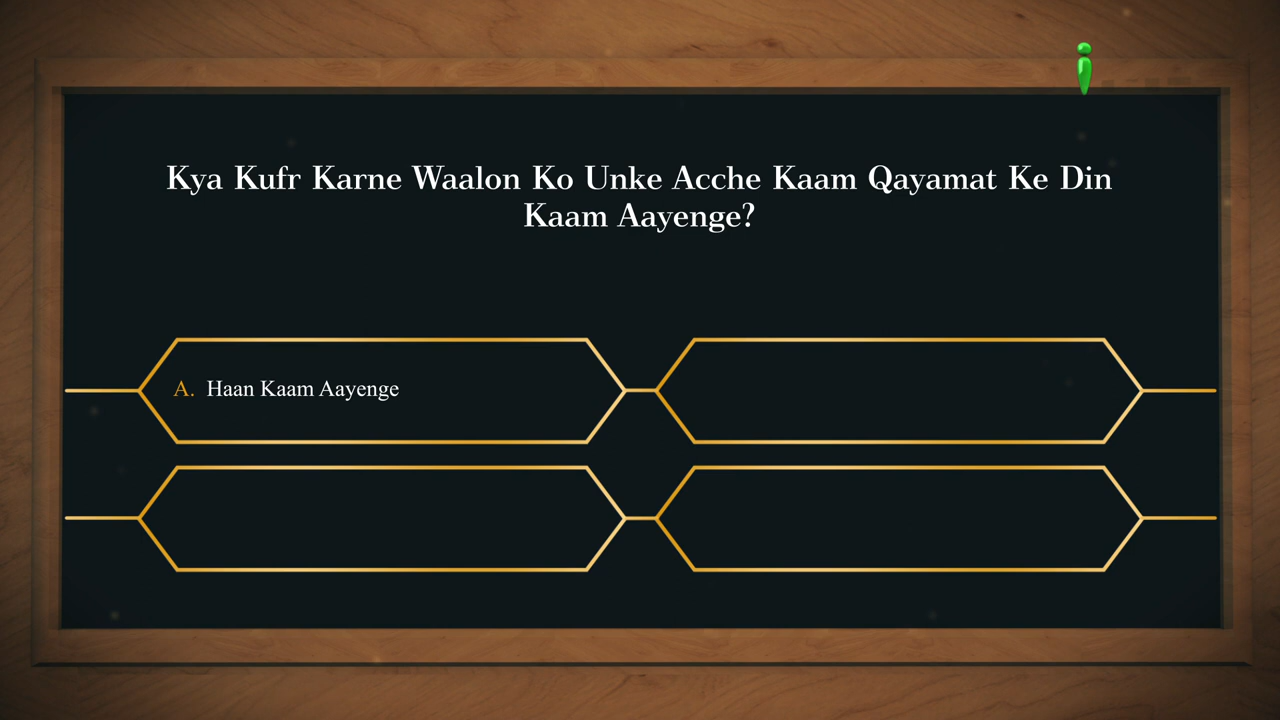 Kya Kufr Karne Waalon Ko Unke Acche Kaam Qayamat Ke Din
Kaam Aayenge?
A. Haan Kaam Aayenge